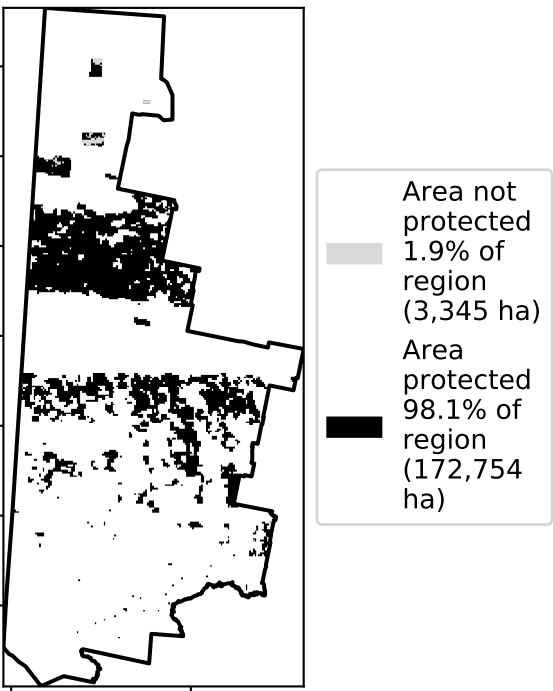 Area not
protected
1.9% of
region
(3,345 ha)
Area
protected
98.1% of
region
(172,754
ha)